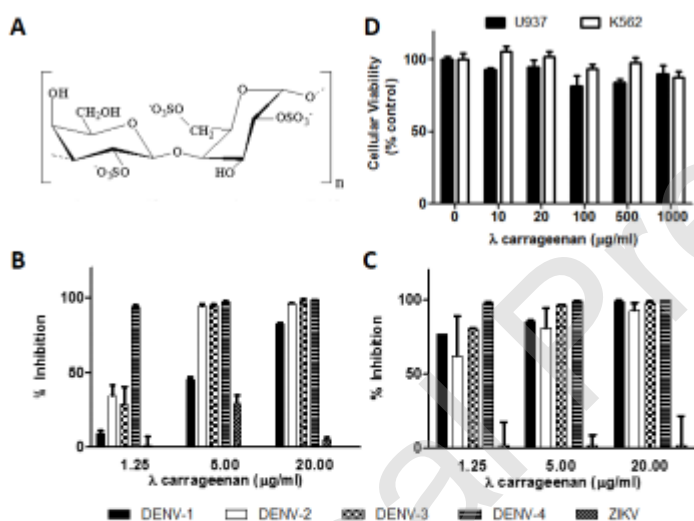 A
OH
CH₂OH
⁻O₃SO
O
⁻O₃SO
CH₂
O
OSO₃⁻
O
HO
n
D
U937 K562
Cellular Viability
(% control)
100
50
0
0 10 20 100 500 1000
λ carrageenan (µg/ml)
B
% Inhibition
100
50
0
1.25 5.00 20.00
λ carrageenan (µg/ml)
C
% Inhibition
100
50
0
1.25 5.00 20.00
λ carrageenan (µg/ml)
DENV-1 DENV-2 DENV-3 DENV-4 ZIKV
al Pre